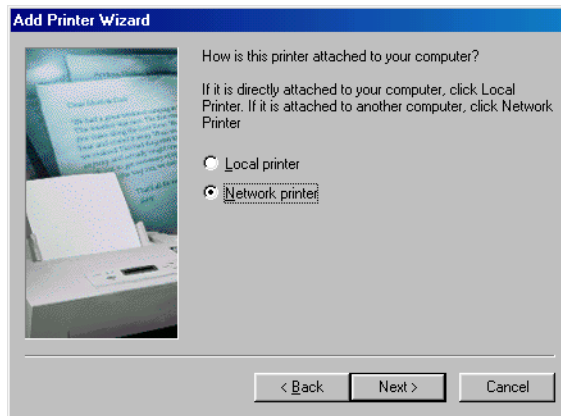 Add Printer Wizard
How is this printer attached to your computer?
If it is directly attached to your computer, click Local
Printer. If it is attached to another computer, click Network
Printer
Local printer
Network printer
< Back
Next >
Cancel